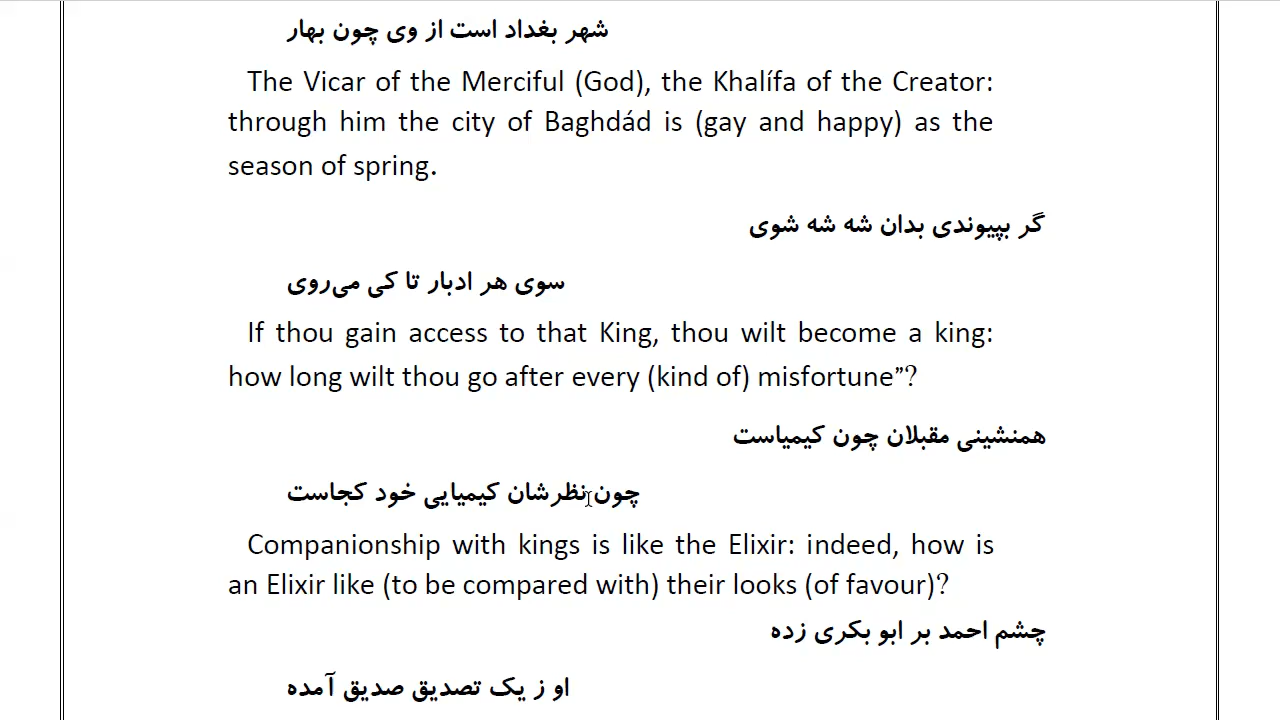 شهر بغداد است از وی چون بهار
The Vicar of the Merciful (God), the Khalífa of the Creator:
through him the city of Baghdád is (gay and happy) as the
season of spring.
گر بپیوندی بدان شه شه شوی
سوی هر ادبار تا کی می‌روی
If thou gain access to that King, thou wilt become a king:
how long wilt thou go after every (kind of) misfortune”?
همنشینی مقبلان چون کیمیاست
چون نظرشان کیمیایی خود کجاست
Companionship with kings is like the Elixir: indeed, how is
an Elixir like (to be compared with) their looks (of favour)?
چشم احمد بر ابو بکری زده
او ز یک تصدیق صدیق آمده